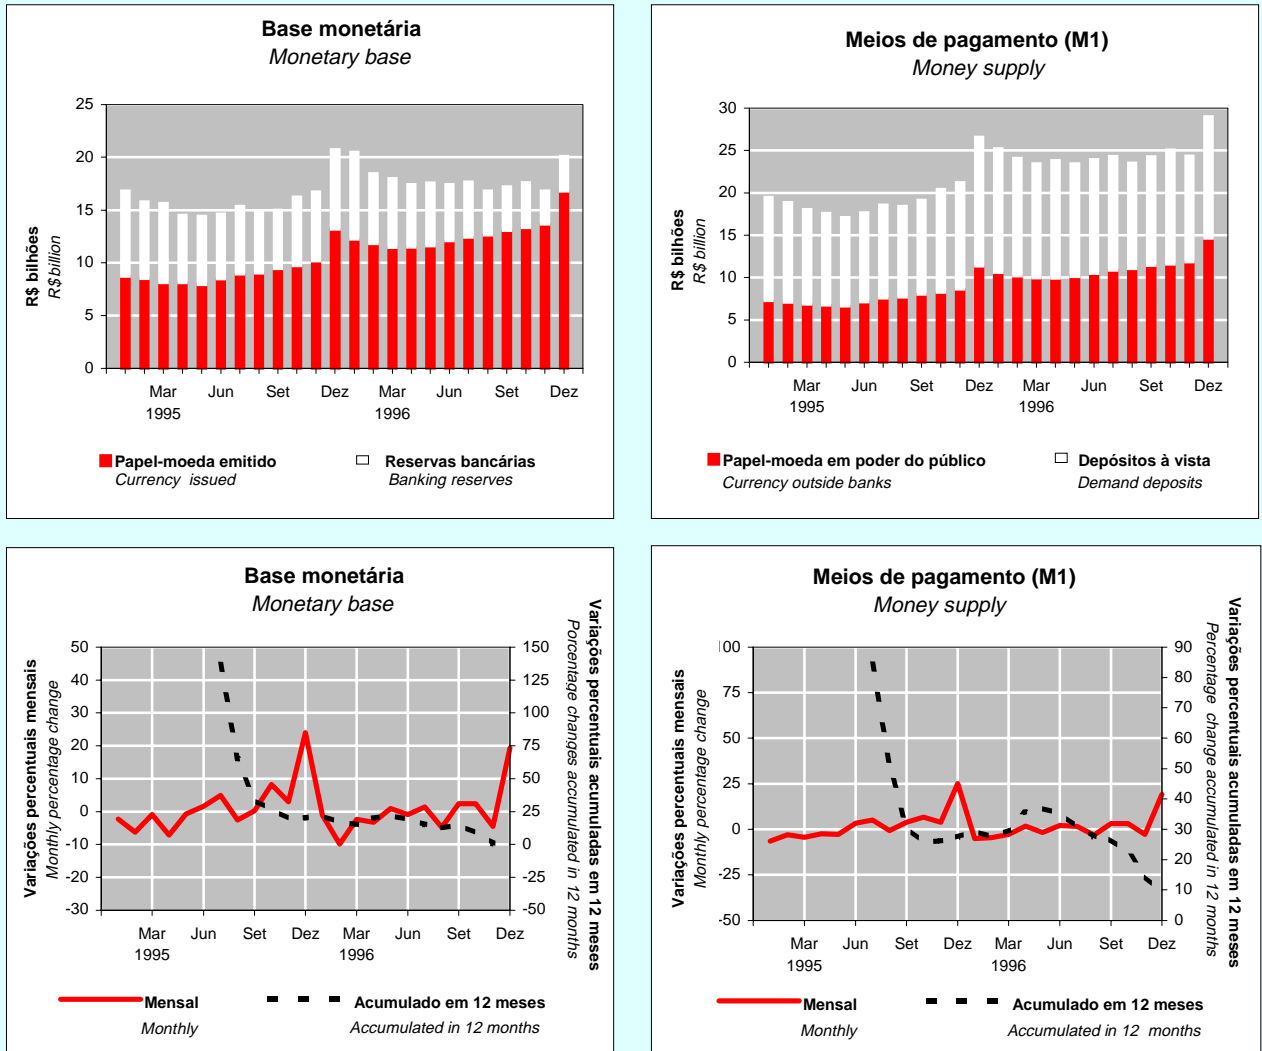 Base monetária
Monetary base
R$ bilhões
R$ billion
25
20
15
10
5
0
Mar Jun Set Dez Mar Jun Set Dez
1995 1996
Papel-moeda emitido Reservas bancárias
Currency issued Banking reserves
Meios de pagamento (M1)
Money supply
R$ bilhões
R$ billion
30
25
20
15
10
5
0
Mar Jun Set Dez Mar Jun Set Dez
1995 1996
Papel-moeda em poder do público Depósitos à vista
Currency outside banks Demand deposits
Base monetária
Monetary base
Variações percentuais mensais
Monthly percentage change
50
40
30
20
10
0
-10
-20
-30
150
125
100
75
50
25
0
-25
-50
Variações percentuais acumuladas em 12 meses
Porcentage changes accumulated in 12 months
Mar Jun Set Dez Mar Jun Set Dez
1995 1996
Mensal Acumulado em 12 meses
Monthly Accumulated in 12 months
Meios de pagamento (M1)
Money supply
Variações percentuais mensais
Monthly percentage change
100
75
50
25
0
-25
-50
90
80
70
60
50
40
30
20
10
0
Variações percentuais acumuladas em 12 meses
Percentage change accumulated in 12 months
Mar Jun Set Dez Mar Jun Set Dez
1995 1996
Mensal Acumulado em 12 meses
Monthly Accumulated in 12 months